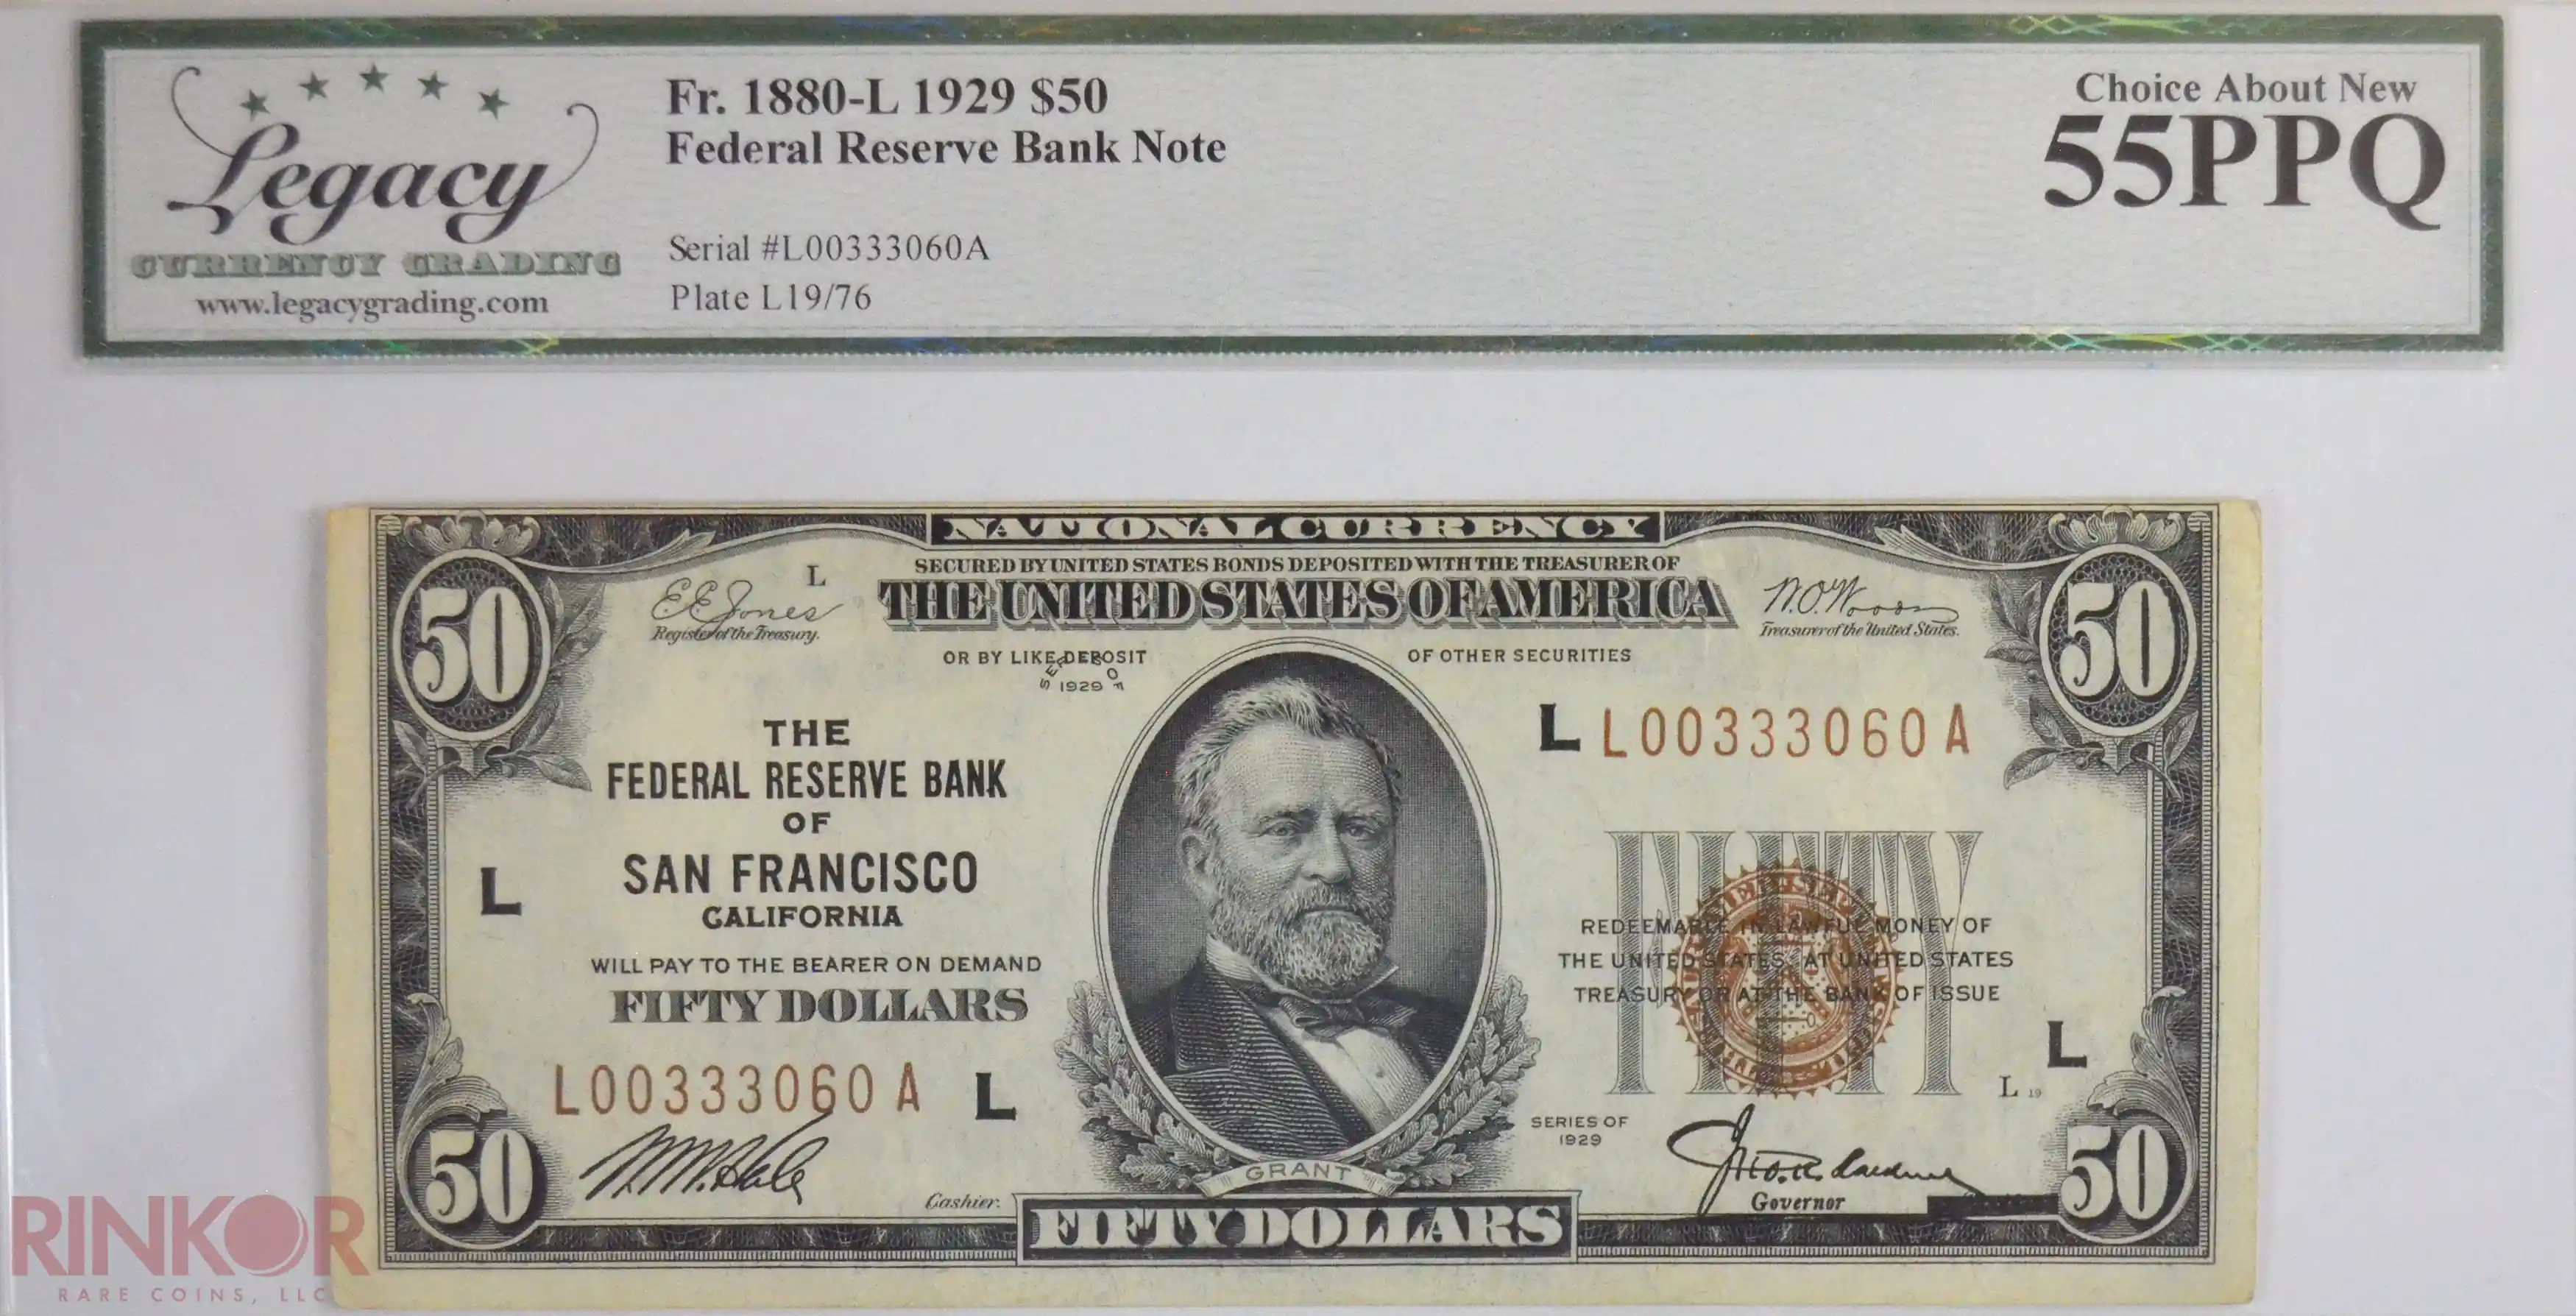 Legacy
CURRENCY GRADING
www.legacygrading.com
Fr. 1880-L 1929 $50
Federal Reserve Bank Note
Serial #L00333060A
Plate L19/76
Choice About New
55PPQ
NATIONAL CURRENCY
SECURED BY UNITED STATES BONDS DEPOSITED WITH THE TREASURER OF
THE UNITED STATES OF AMERICA
50
50
E.E. Jones
L
Register of the Treasury.
W.O. Woods
Treasurer of the United States.
OR BY LIKE DEPOSIT
OF OTHER SECURITIES
SER OF
1929
THE
FEDERAL RESERVE BANK
OF
SAN FRANCISCO
CALIFORNIA
WILL PAY TO THE BEARER ON DEMAND
FIFTY DOLLARS
L
L00333060A
L
L L00333060A
FIFTY
REDEEMABLE IN LAWFUL MONEY OF
THE UNITED STATES AT UNITED STATES
TREASURY OR AT THE BANK OF ISSUE
L
L 19
SERIES OF
1929
Cashier.
Governor
GRANT
50
FIFTY DOLLARS
50
RINKOR
RARE COINS, LLC